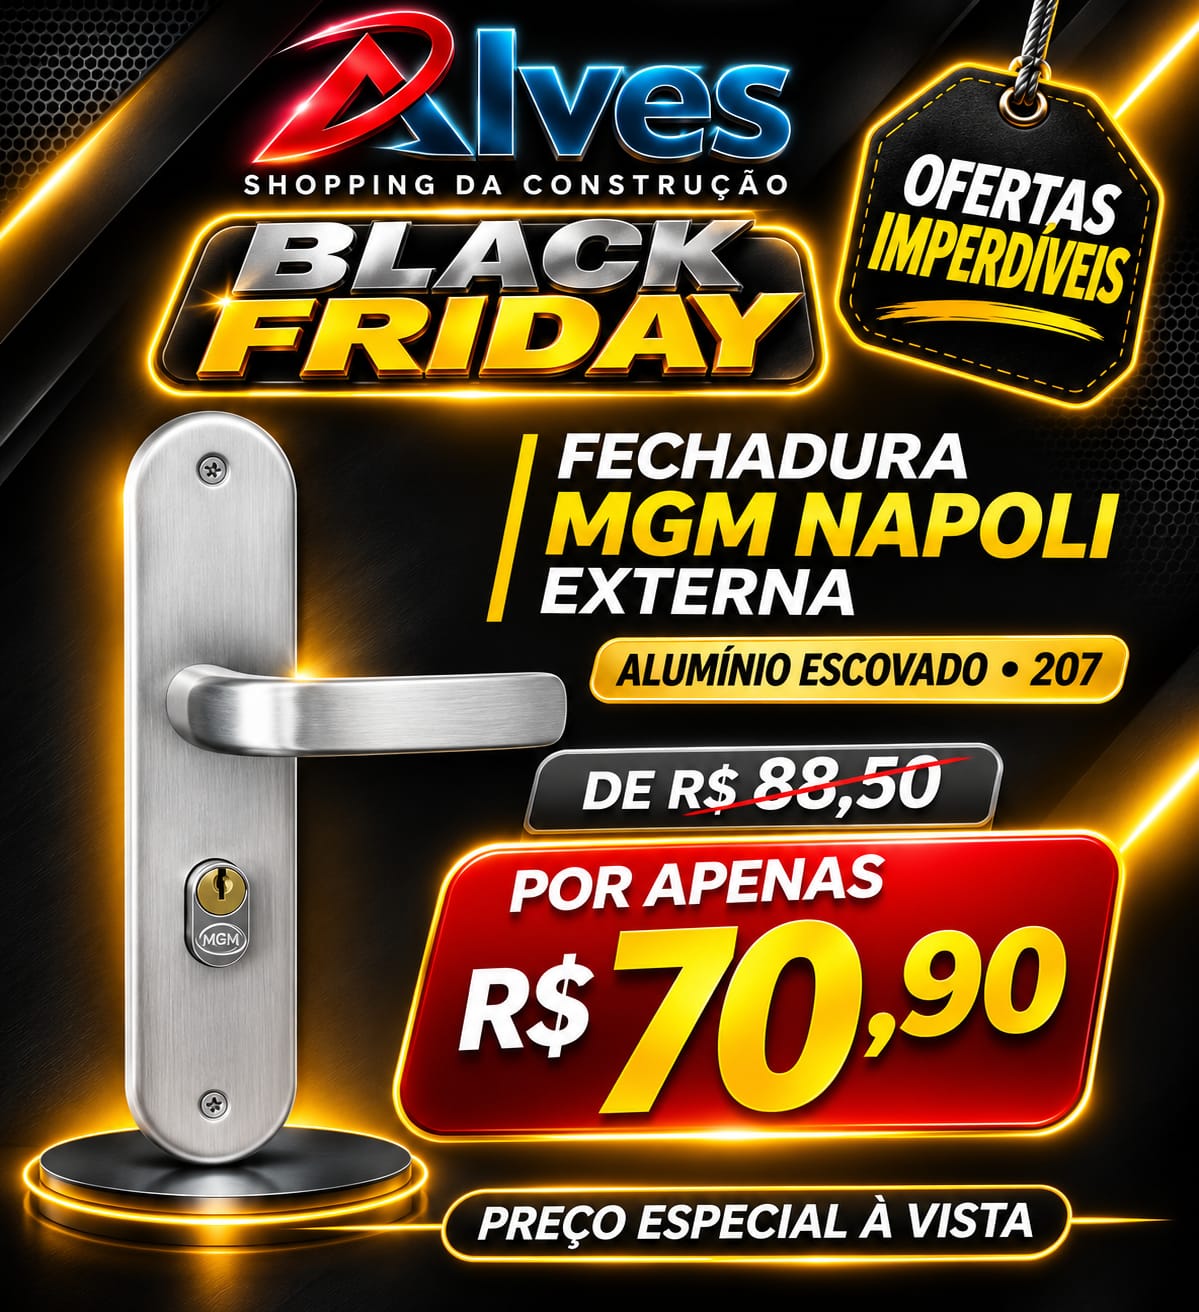 Alves
SHOPPING DA CONSTRUÇÃO
BLACK
FRIDAY
OFERTAS
IMPERDÍVEIS
FECHADURA
MGM NAPOLI
EXTERNA
ALUMÍNIO ESCOVADO • 207
DE R$ 88,50
POR APENAS
R$ 70,90
MGM
PREÇO ESPECIAL À VISTA